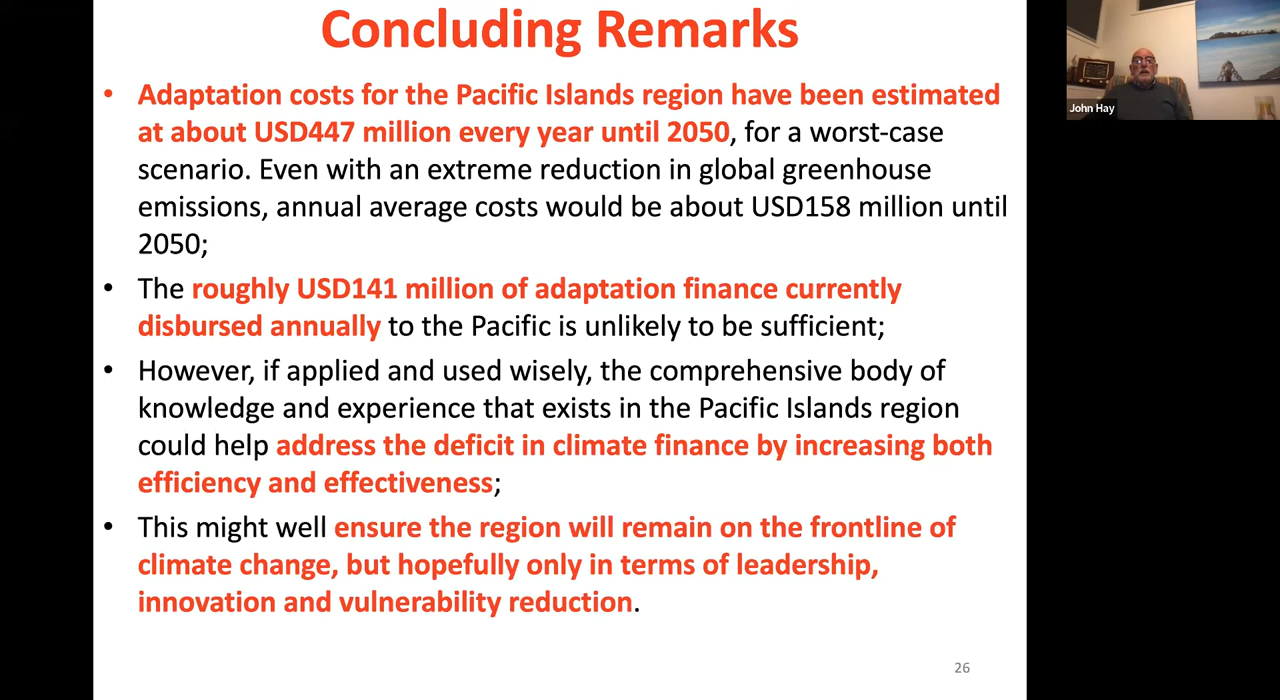 Concluding Remarks
• Adaptation costs for the Pacific Islands region have been estimated
at about USD447 million every year until 2050, for a worst-case
scenario. Even with an extreme reduction in global greenhouse
emissions, annual average costs would be about USD158 million until
2050;
• The roughly USD141 million of adaptation finance currently
disbursed annually to the Pacific is unlikely to be sufficient;
• However, if applied and used wisely, the comprehensive body of
knowledge and experience that exists in the Pacific Islands region
could help address the deficit in climate finance by increasing both
efficiency and effectiveness;
• This might well ensure the region will remain on the frontline of
climate change, but hopefully only in terms of leadership,
innovation and vulnerability reduction.
26
John Hay